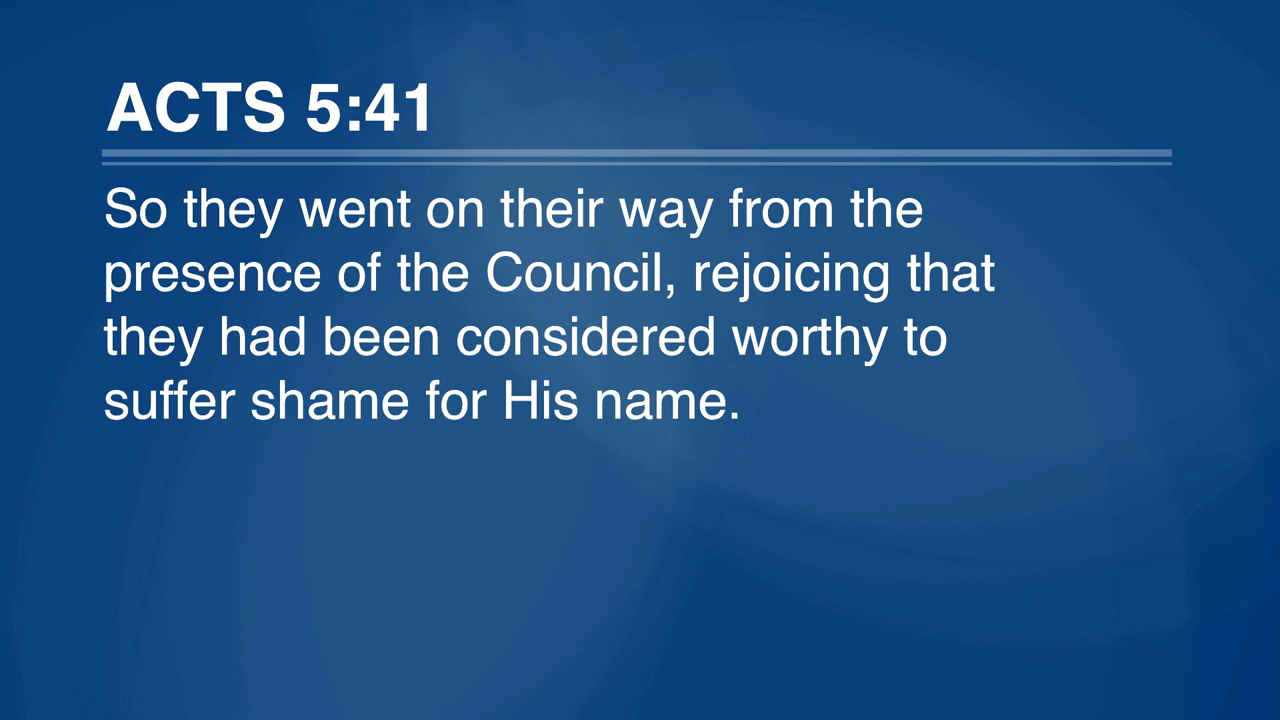 ACTS 5:41
So they went on their way from the
presence of the Council, rejoicing that
they had been considered worthy to
suffer shame for His name.